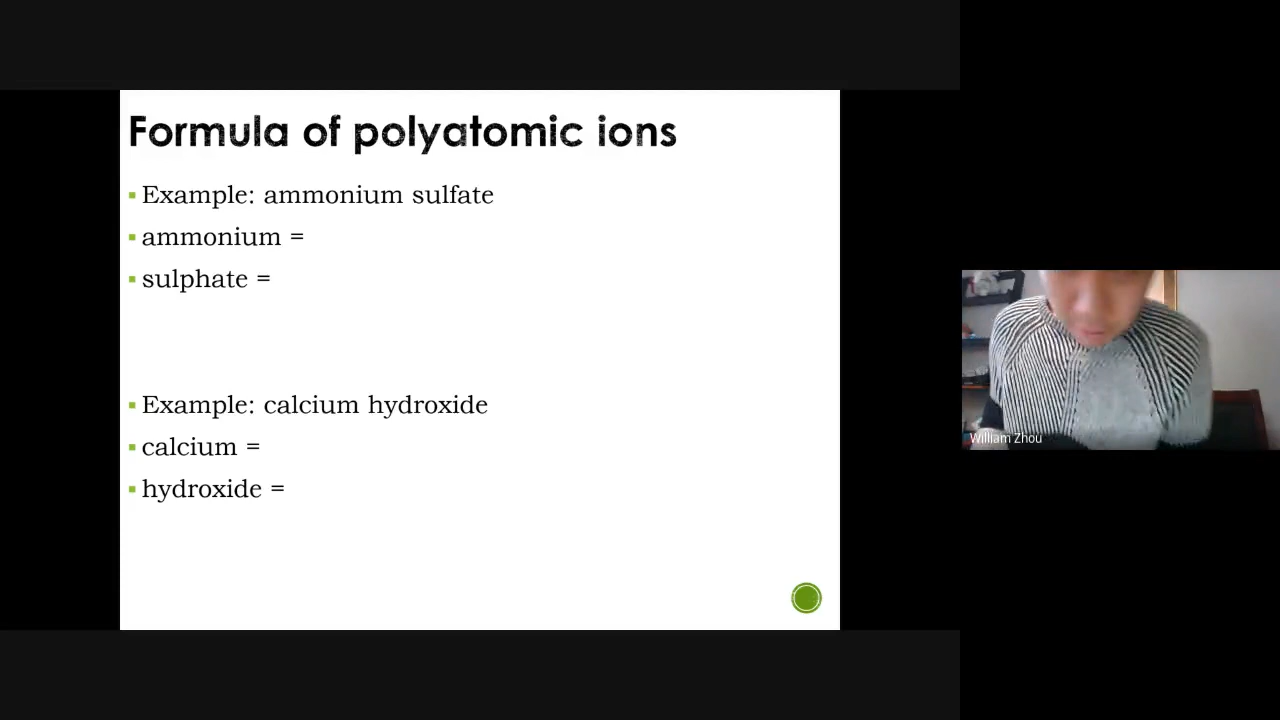 Formula of polyatomic ions
▪ Example: ammonium sulfate
▪ ammonium =
▪ sulphate =
▪ Example: calcium hydroxide
▪ calcium =
▪ hydroxide =
William Zhou